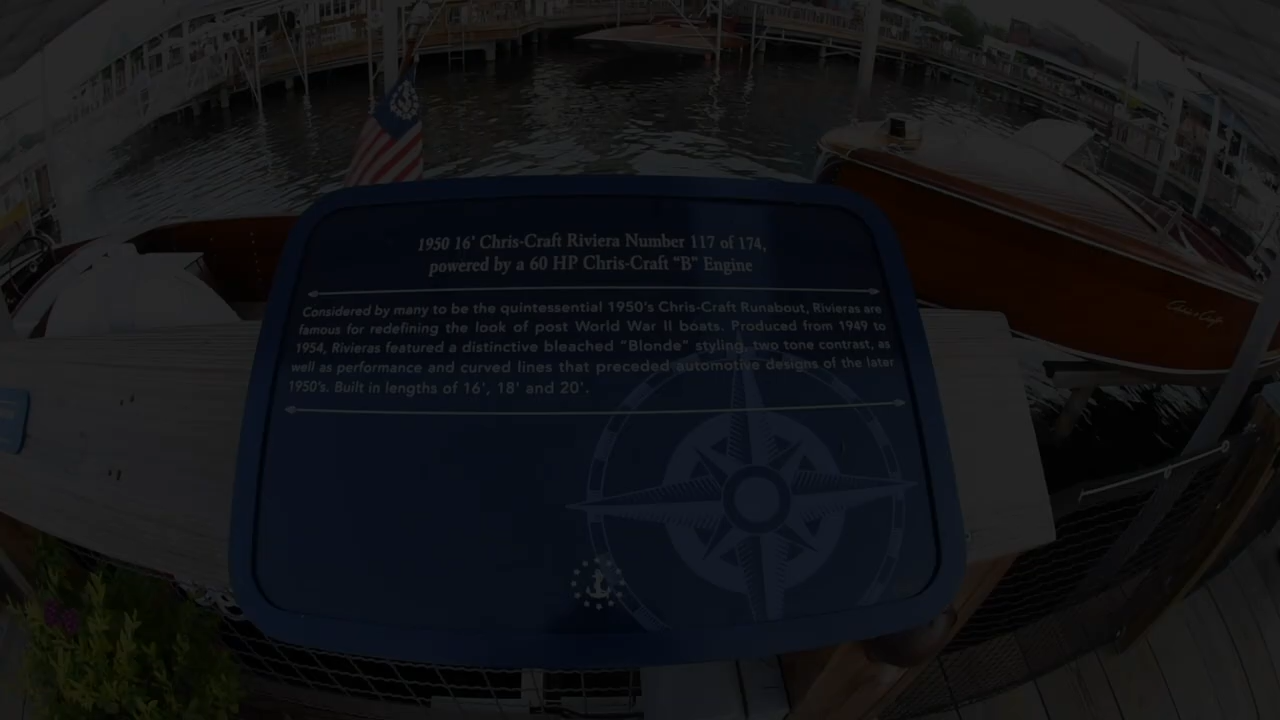 1950 16' Chris-Craft Riviera Number 117 of 174,
powered by a 60 HP Chris-Craft "B" Engine
Considered by many to be the quintessential 1950's Chris-Craft Runabout, Rivieras are
famous for redefining the look of post World War II boats. Produced from 1949 to
1954, Rivieras featured a distinctive bleached "Blonde" styling, two tone contrast, as
well as performance and curved lines that preceded automotive designs of the later
1950's. Built in lengths of 16', 18' and 20'.
Chris-Craft